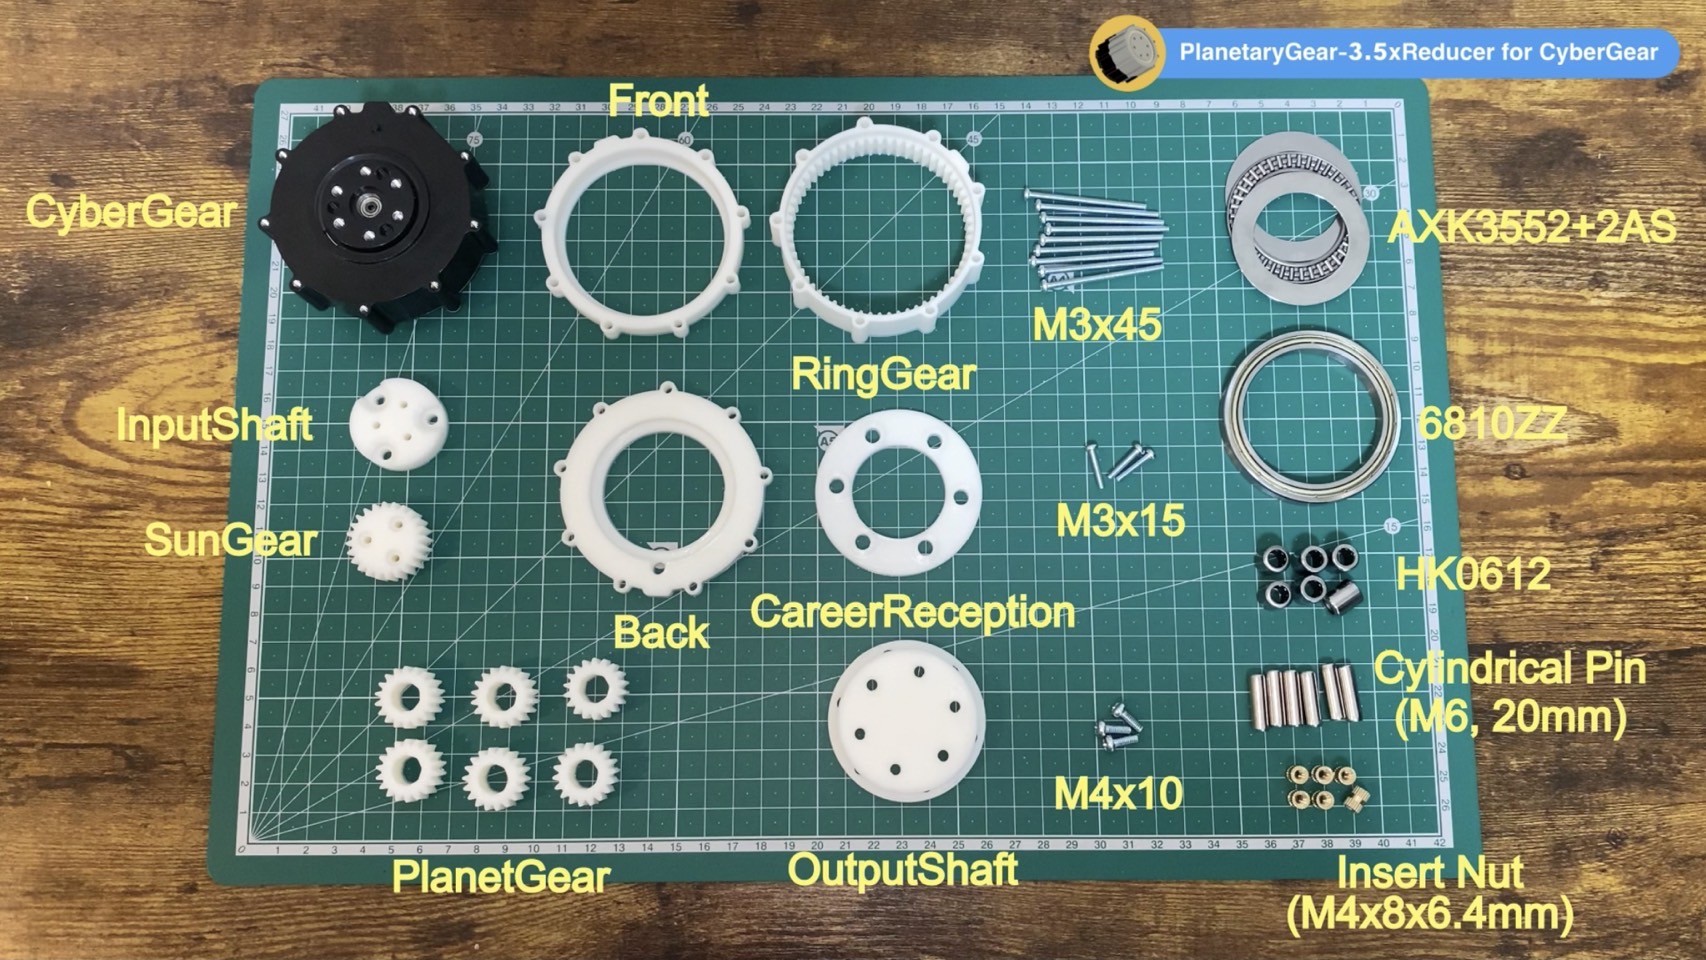 PlanetaryGear-3.5xReducer for CyberGear
Front
CyberGear
AXK3552+2AS
M3x45
RingGear
InputShaft
6810ZZ
SunGear
M3x15
HK0612
CareerReception
Back
Cylindrical Pin
(M6, 20mm)
M4x10
PlanetGear
OutputShaft
Insert Nut
(M4x8x6.4mm)